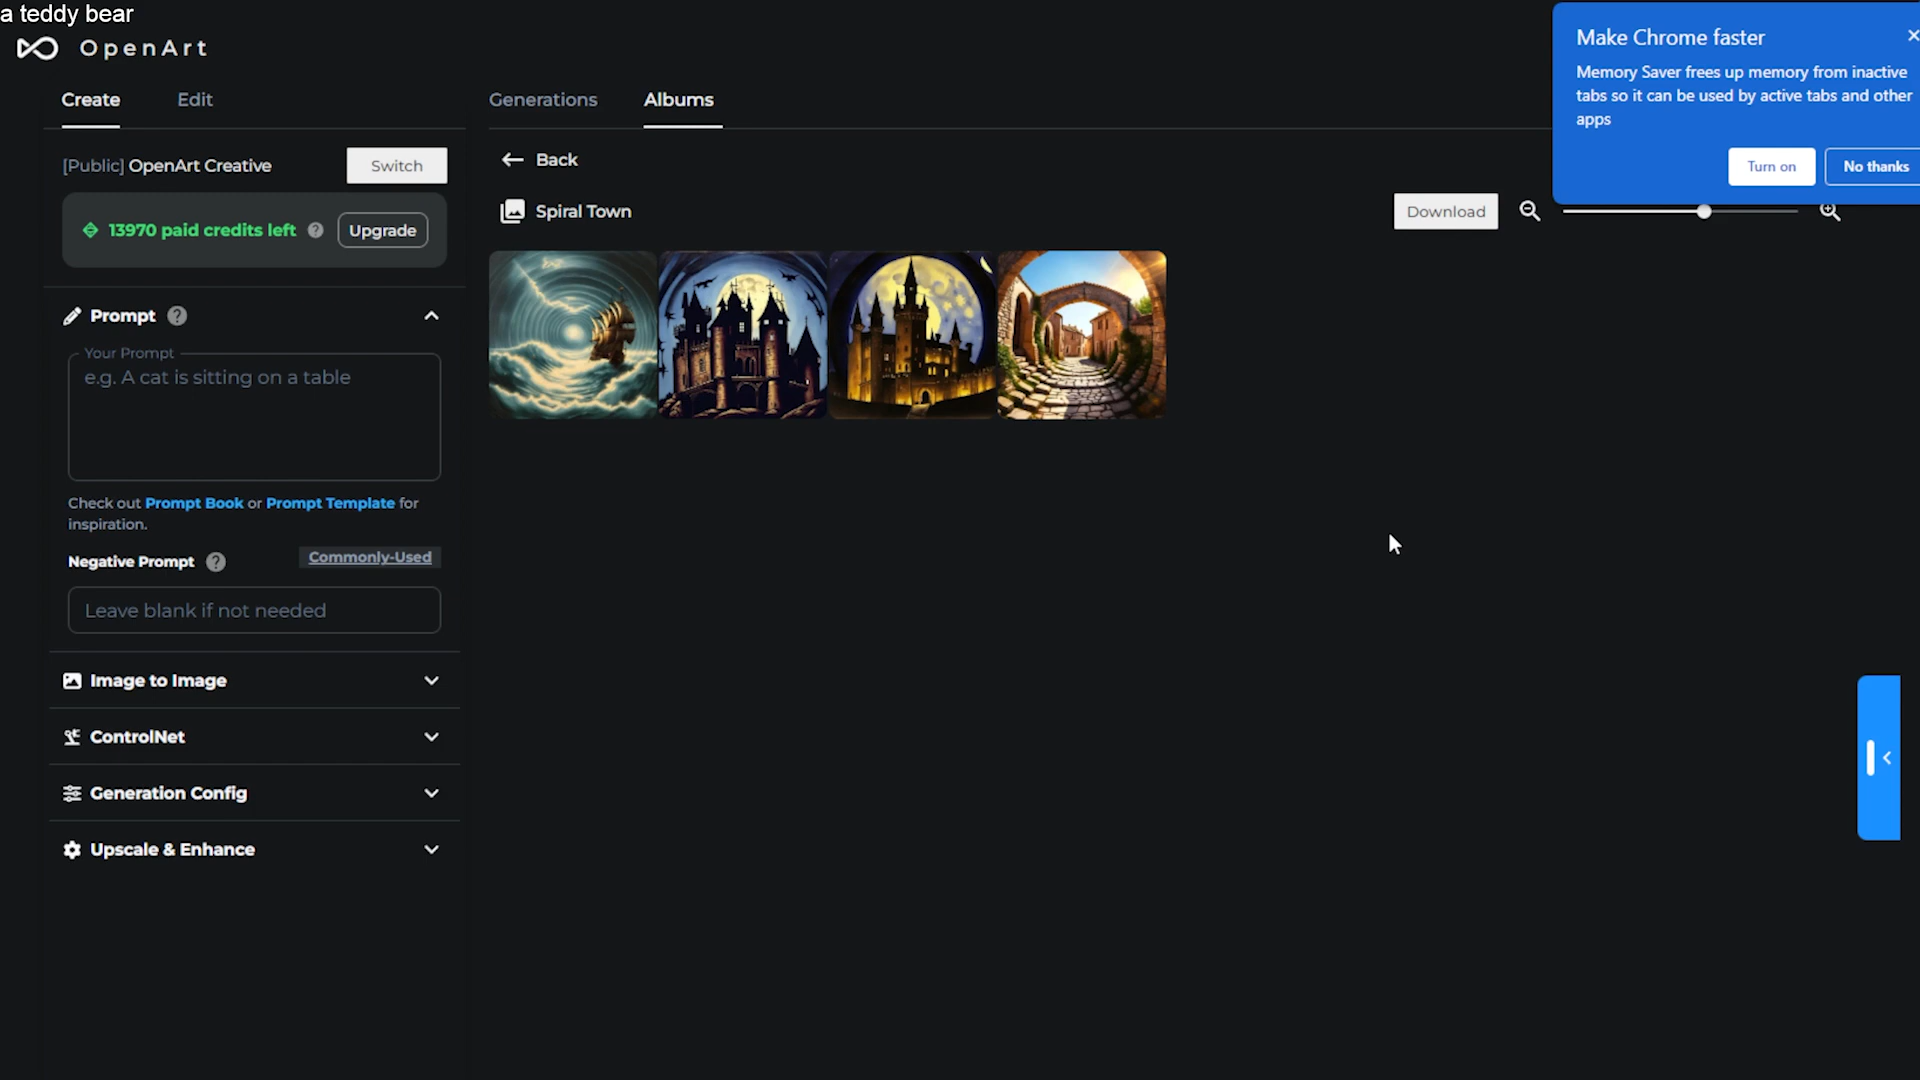 a teddy bear
OpenArt
Create
Edit
Generations
Albums
Make Chrome faster
Memory Saver frees up memory from inactive
tabs so it can be used by active tabs and other
apps
Turn on
No thanks
[Public] OpenArt Creative
Switch
Back
13970 paid credits left
?
Upgrade
Spiral Town
Download
Prompt
?
Your Prompt
e.g. A cat is sitting on a table
Check out Prompt Book or Prompt Template for
inspiration.
Negative Prompt
?
Commonly-Used
Leave blank if not needed
Image to Image
ControlNet
Generation Config
Upscale & Enhance